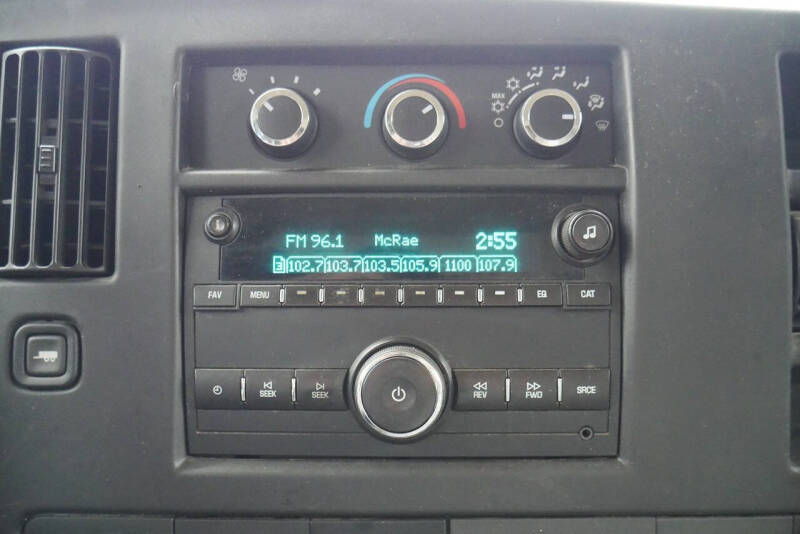 MAX
FM 96.1 McRae 2:55
3 102.7 103.7 103.5 105.9 1100 107.9
FAV MENU EQ CAT
SEEK SEEK REV FWD SRCE